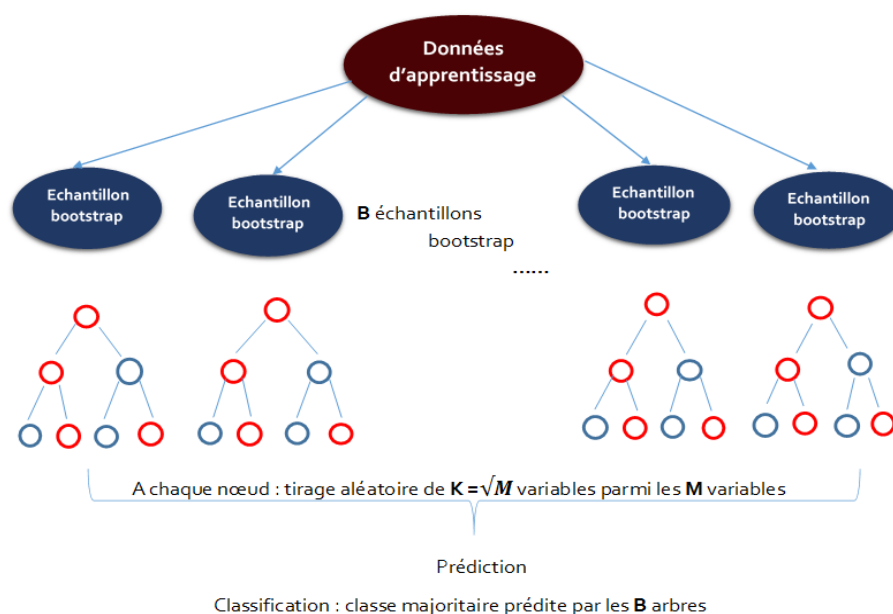 Données
d'apprentissage
Echantillon
bootstrap
Echantillon
bootstrap
B échantillons
bootstrap
......
Echantillon
bootstrap
Echantillon
bootstrap
A chaque nœud : tirage aléatoire de K = √M variables parmi les M variables
Prédiction
Classification : classe majoritaire prédite par les B arbres